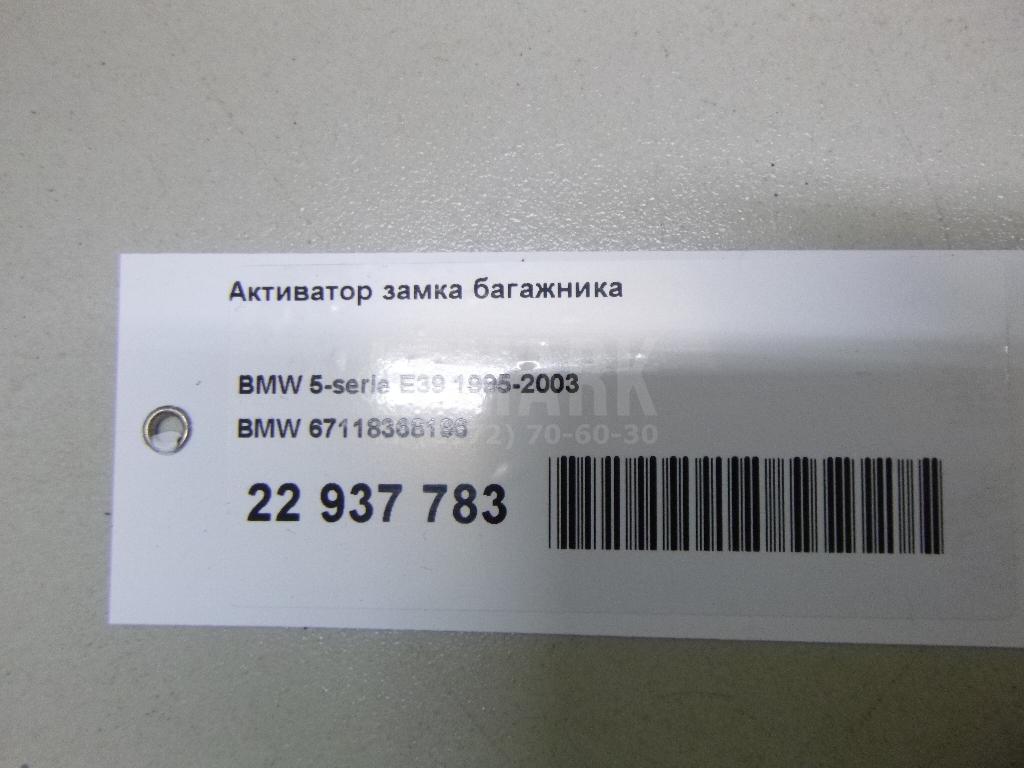 Активатор замка багажника
BMW 5-serie E39 1995-2003
BMW 67118368196
22 937 783